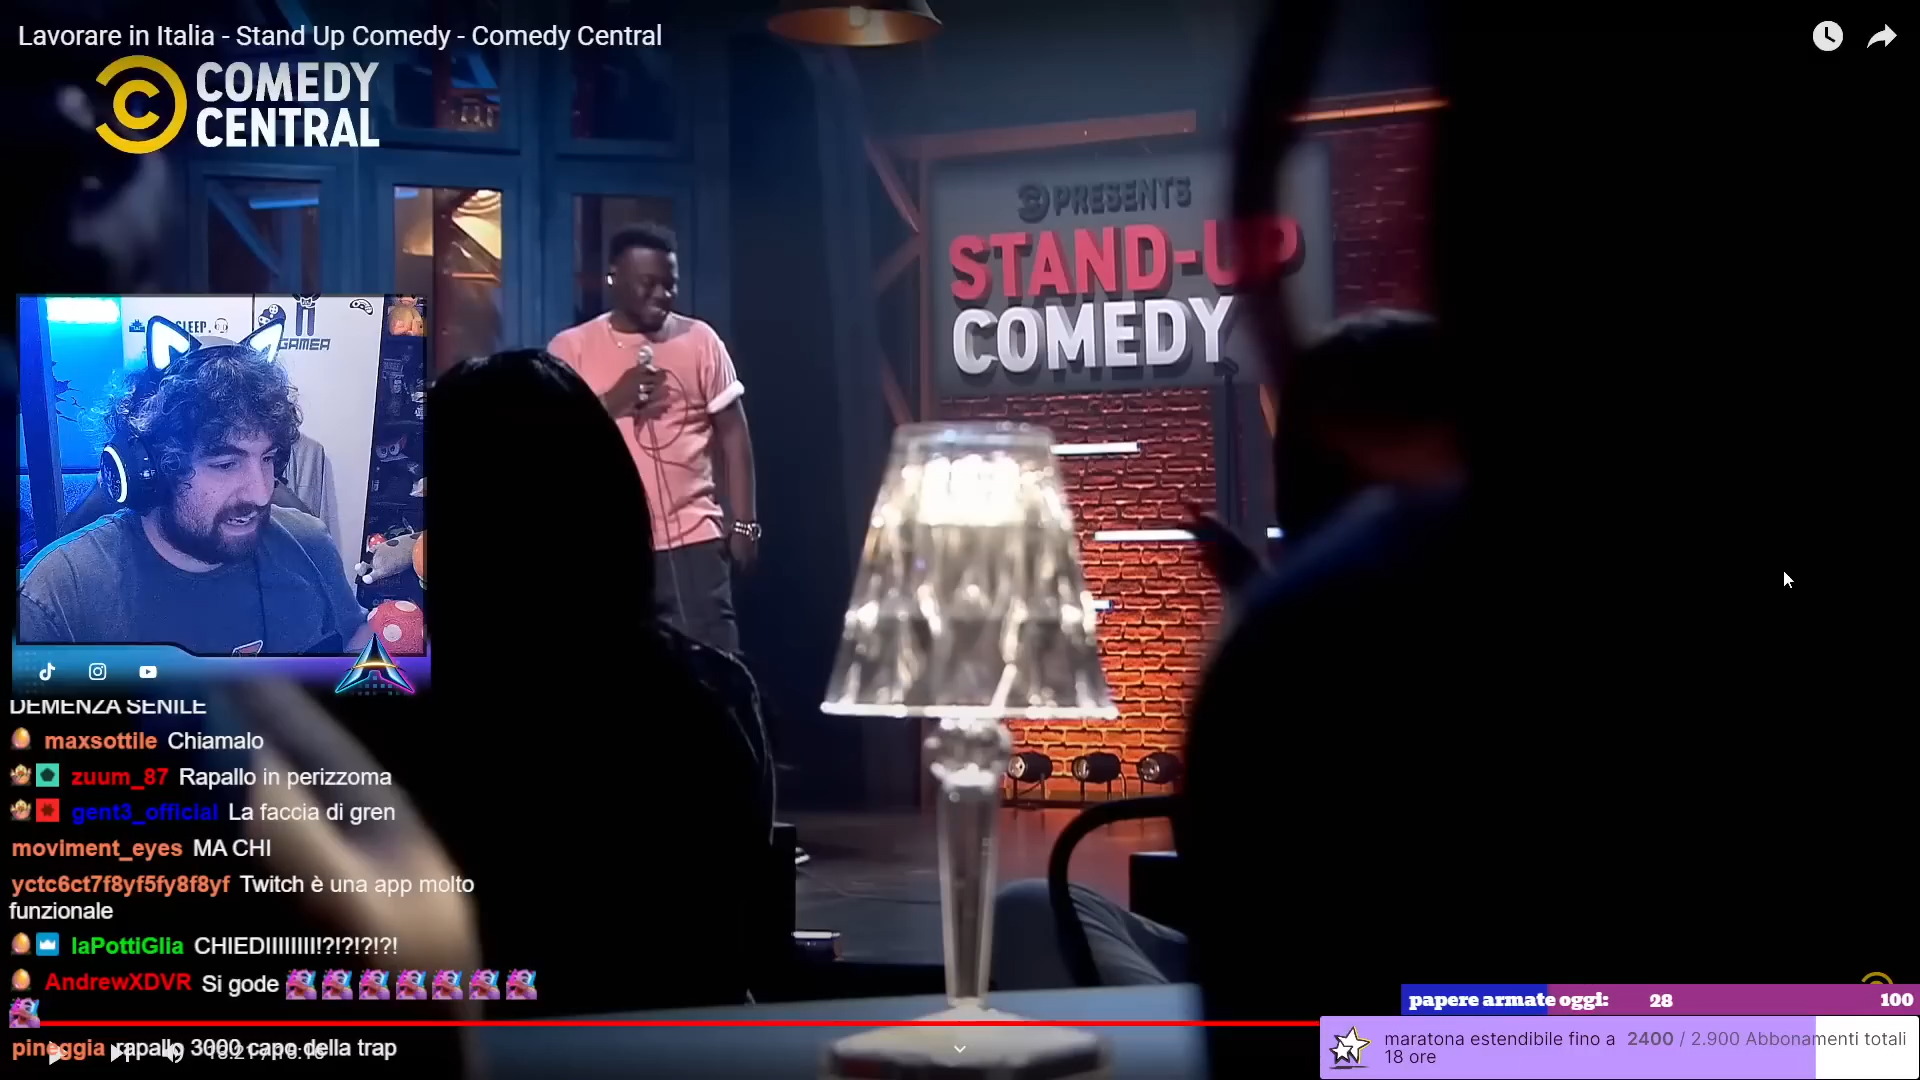 Lavorare in Italia - Stand Up Comedy - Comedy Central
COMEDY
CENTRAL
PRESENTS
STAND-UP
COMEDY
SLEEP.
GAMER
DEMENZA SENILE
maxsottile Chiamalo
zuum_87 Rapallo in perizzoma
gent3_official La faccia di gren
moviment_eyes MA CHI
yctc6ct7f8yf5fy8f8yf Twitch è una app molto
funzionale
laPottiGlia CHIEDIIIIIIII!?!?!?!?!
AndrewXDVR Si gode
pineggia rapallo 3000 capo della trap
papere armate oggi: 28 100
maratona estendibile fino a 2400 / 2.900 Abbonamenti totali
18 ore